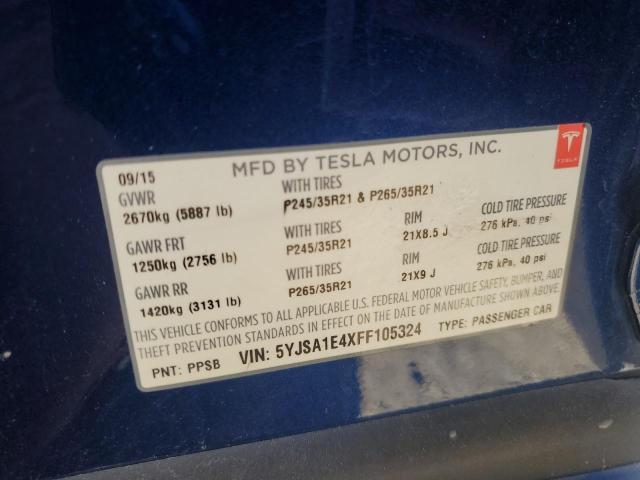 09/15 MFD BY TESLA MOTORS, INC. TESLA
GVWR WITH TIRES
2670kg (5887 lb) P245/35R21 & P265/35R21
GAWR FRT WITH TIRES RIM COLD TIRE PRESSURE
1250kg (2756 lb) P245/35R21 21X8.5 J 276 kPa, 40 psi
GAWR RR WITH TIRES RIM COLD TIRE PRESSURE
1420kg (3131 lb) P265/35R21 21X9 J 276 kPa, 40 psi
THIS VEHICLE CONFORMS TO ALL APPLICABLE U.S. FEDERAL MOTOR VEHICLE SAFETY, BUMPER, AND
THEFT PREVENTION STANDARDS IN EFFECT ON THE DATE OF MANUFACTURE SHOWN ABOVE.
PNT: PPSB VIN: 5YJSA1E4XFF105324 TYPE: PASSENGER CAR